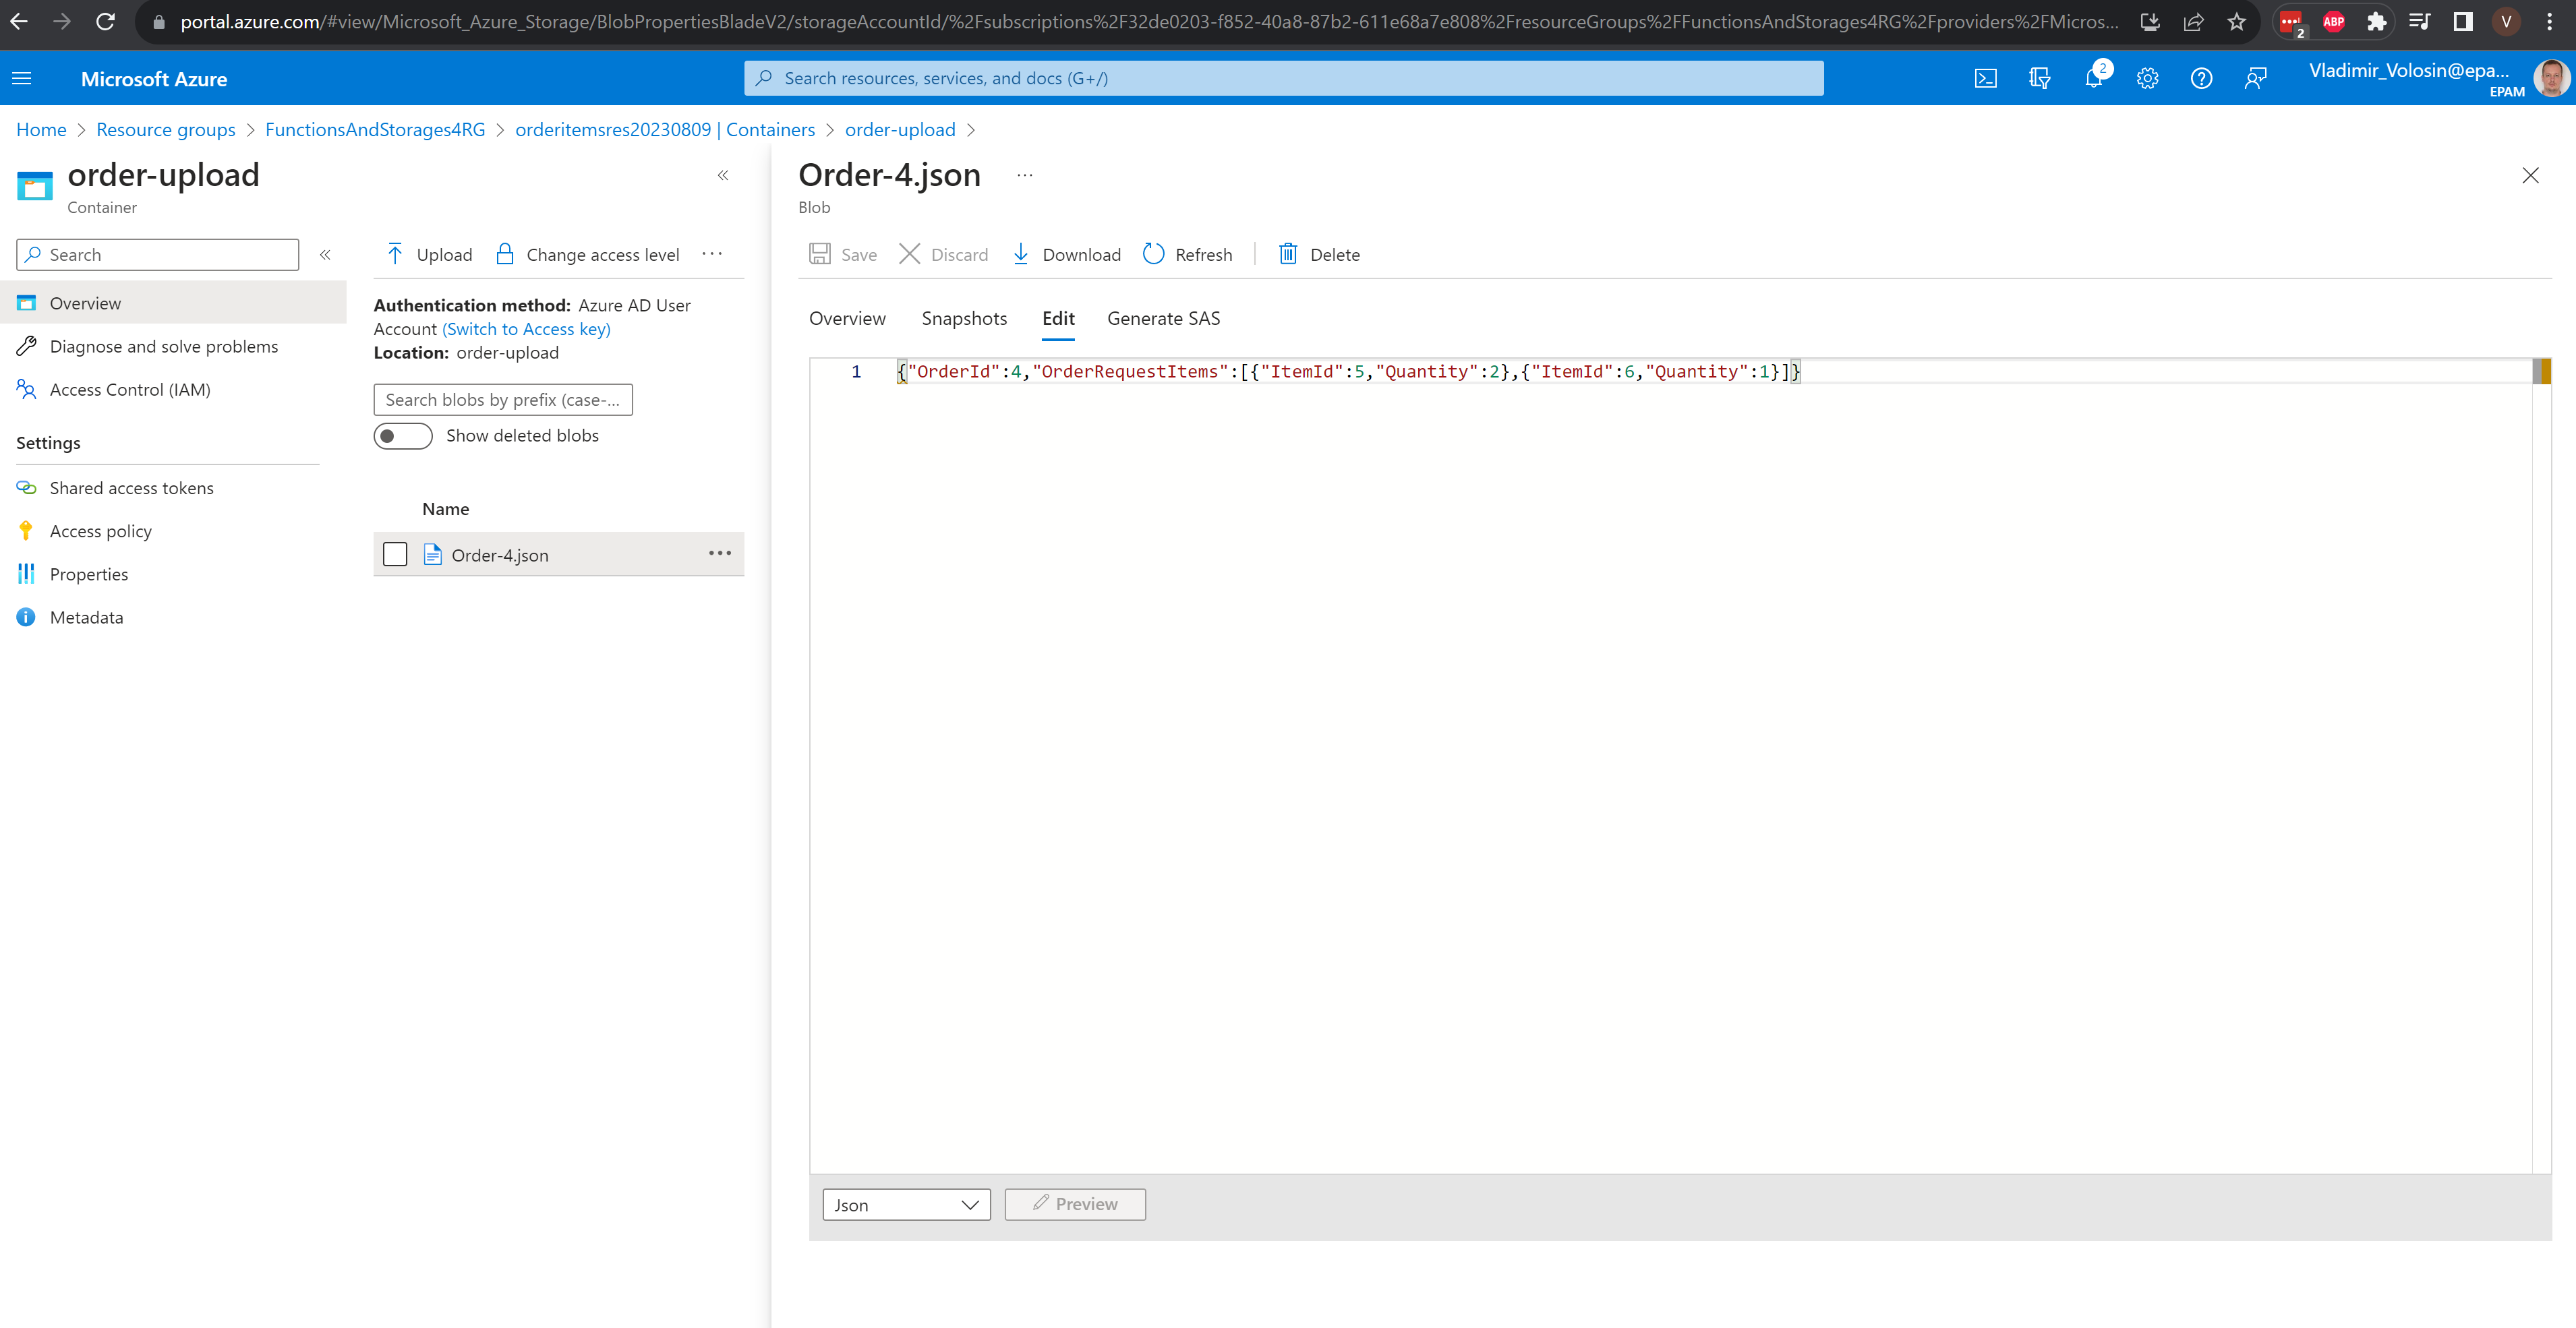 portal.azure.com/#view/Microsoft_Azure_Storage/BlobPropertiesBladeV2/storageAccountId/%2Fsubscriptions%2F32de0203-f852-40a8-87b2-611e68a7e808%2FresourceGroups%2FFunctionsAndStorages4RG%2Fproviders%2FMicros...
2
ABP
V
Microsoft Azure
Search resources, services, and docs (G+/)
2
Vladimir_Volosin@epa...
EPAM
Home > Resource groups > FunctionsAndStorages4RG > orderitemsres20230809 | Containers > order-upload >
order-upload
Container
Search
Overview
Diagnose and solve problems
Access Control (IAM)
Settings
Shared access tokens
Access policy
Properties
Metadata
Upload
Change access level
Authentication method: Azure AD User
Account (Switch to Access key)
Location: order-upload
Search blobs by prefix (case-...
Show deleted blobs
Name
Order-4.json
Order-4.json
Blob
Save
Discard
Download
Refresh
Delete
Overview
Snapshots
Edit
Generate SAS
1 {"OrderId":4,"OrderRequestItems":[{"ItemId":5,"Quantity":2},{"ItemId":6,"Quantity":1}]}
Json
Preview